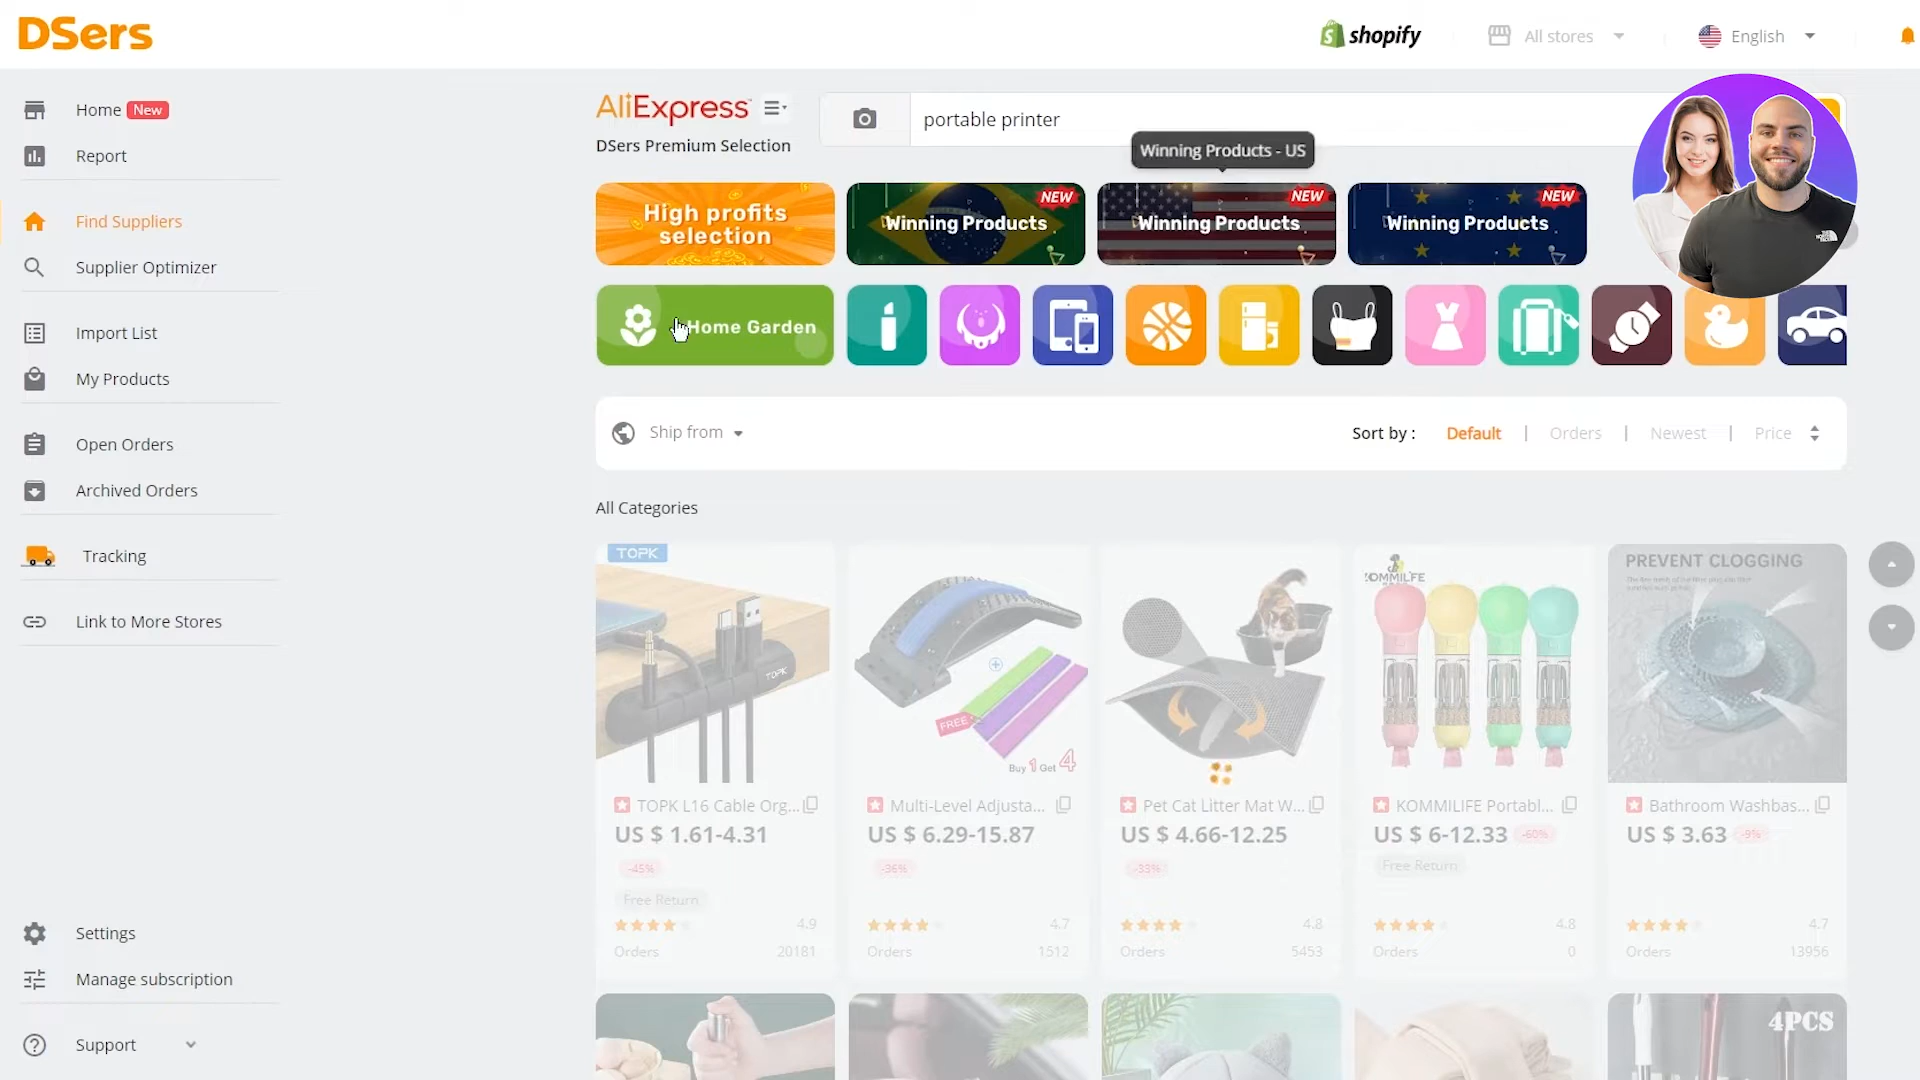 DSers
shopify
All stores
English
Home New
Report
Find Suppliers
Supplier Optimizer
Import List
My Products
Open Orders
Archived Orders
Tracking
Link to More Stores
Settings
Manage subscription
Support
AliExpress
DSers Premium Selection
portable printer
Winning Products - US
High profits
selection
NEW
Winning Products
NEW
Winning Products
NEW
Winning Products
Home Garden
Ship from
Sort by : Default | Orders | Newest | Price
All Categories
TOPK
TOPK
FREE
Buy 1 Get 4
KOMMILIFE
PREVENT CLOGGING
TOPK L16 Cable Org...
US $ 1.61-4.31
-45%
Free Return
4.9
Orders 20181
Multi-Level Adjusta...
US $ 6.29-15.87
-36%
4.7
Orders 1512
Pet Cat Litter Mat W...
US $ 4.66-12.25
-33%
4.8
Orders 5453
KOMMILIFE Portabl...
US $ 6-12.33 -60%
Free Return
4.8
Orders 0
Bathroom Washbas...
US $ 3.63 -9%
4.7
Orders 13956
4PCS